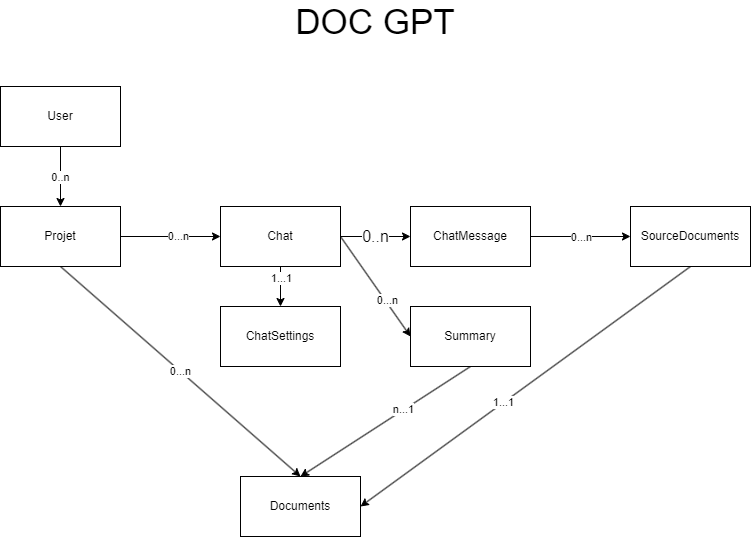 DOC GPT
User
0..n
Projet
0...n
Chat
0..n
ChatMessage
0...n
SourceDocuments
1...1
0...n
ChatSettings
Summary
0...n
n...1
1...1
Documents